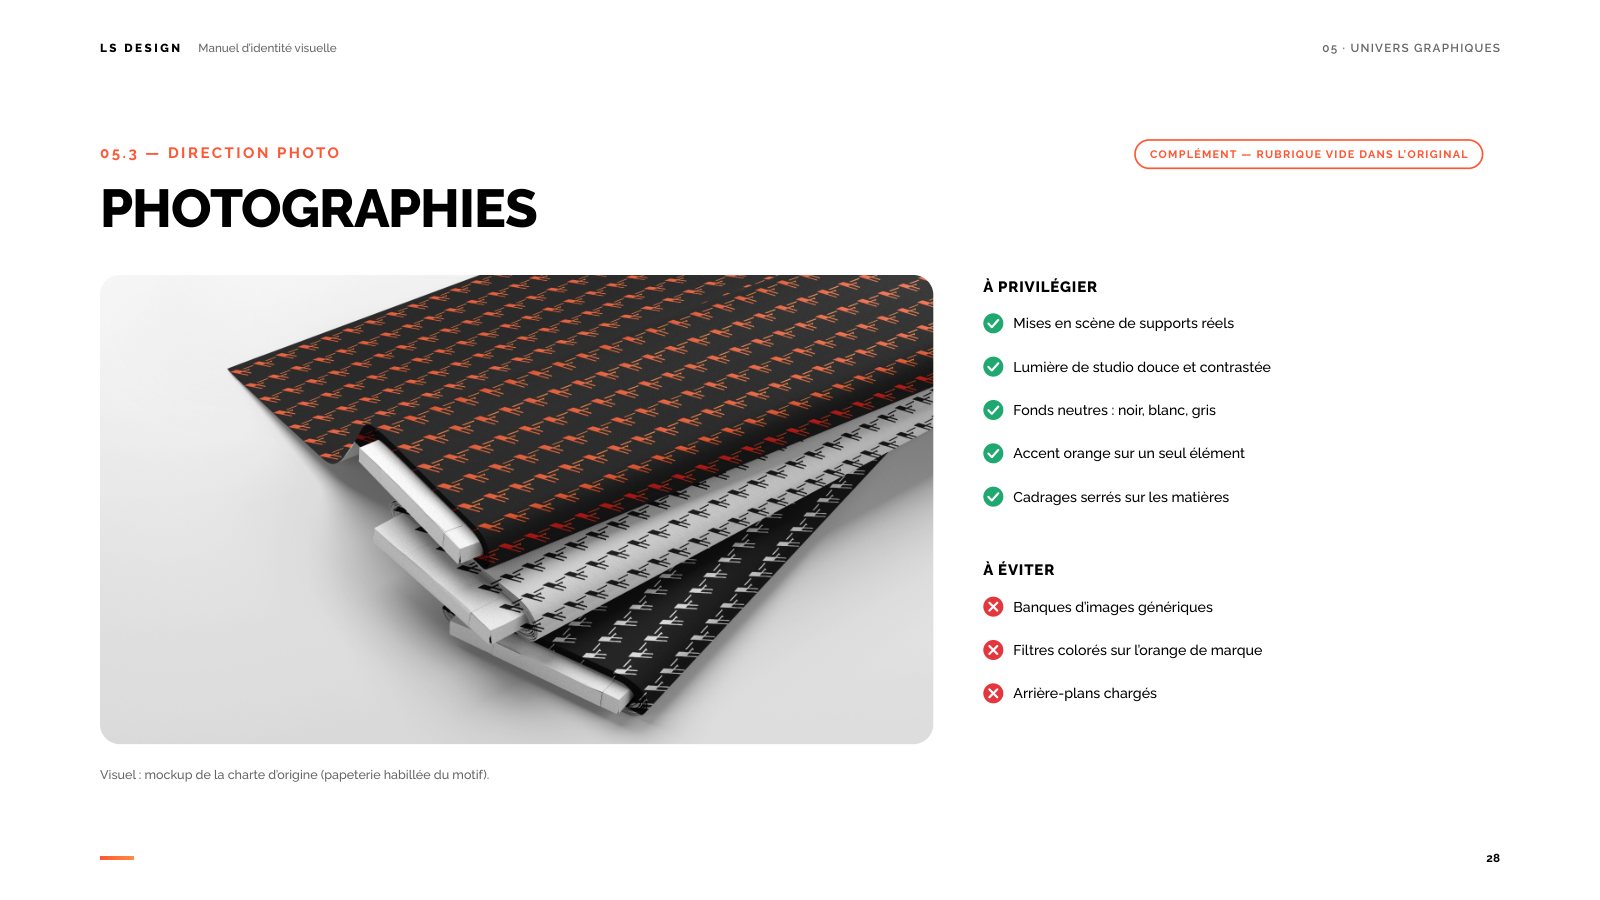 LS DESIGN Manuel d'identité visuelle
05 · UNIVERS GRAPHIQUES
05.3 — DIRECTION PHOTO
COMPLÉMENT — RUBRIQUE VIDE DANS L'ORIGINAL
PHOTOGRAPHIES
À PRIVILÉGIER
Mises en scène de supports réels
Lumière de studio douce et contrastée
Fonds neutres : noir, blanc, gris
Accent orange sur un seul élément
Cadrages serrés sur les matières
À ÉVITER
Banques d'images génériques
Filtres colorés sur l'orange de marque
Arrière-plans chargés
Visuel : mockup de la charte d'origine (papeterie habillée du motif).
28